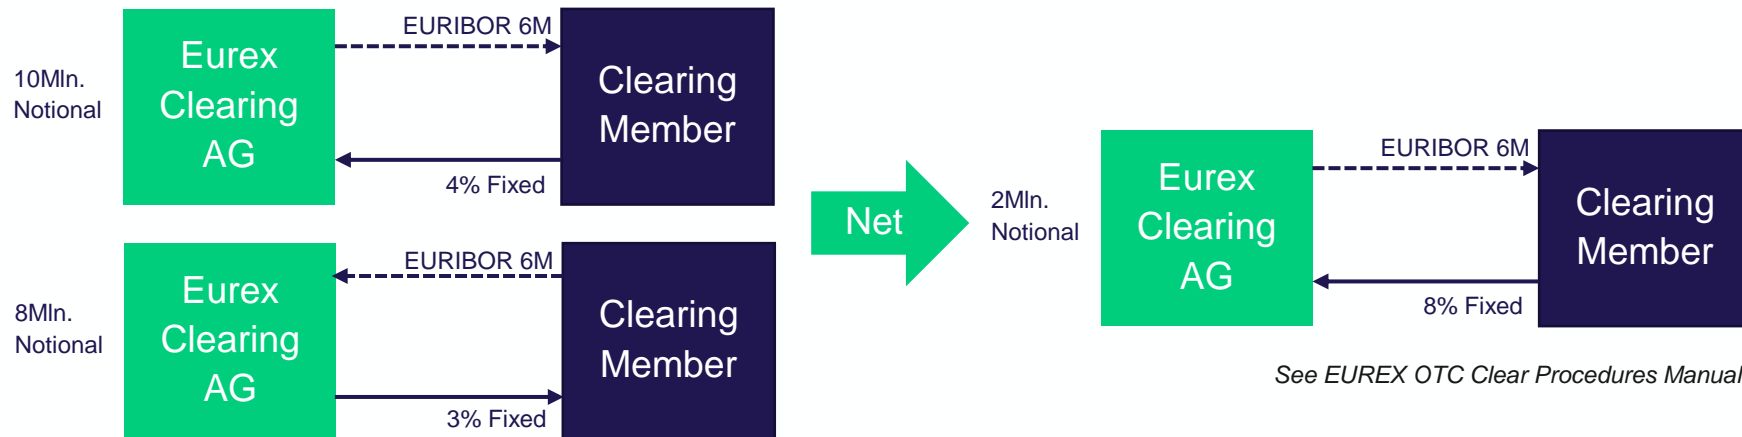 10Mln.
Notional
Eurex
Clearing
AG
EURIBOR 6M
4% Fixed
Clearing
Member
8Mln.
Notional
Eurex
Clearing
AG
EURIBOR 6M
3% Fixed
Clearing
Member
Net
2Mln.
Notional
Eurex
Clearing
AG
EURIBOR 6M
8% Fixed
Clearing
Member
See EUREX OTC Clear Procedures Manual